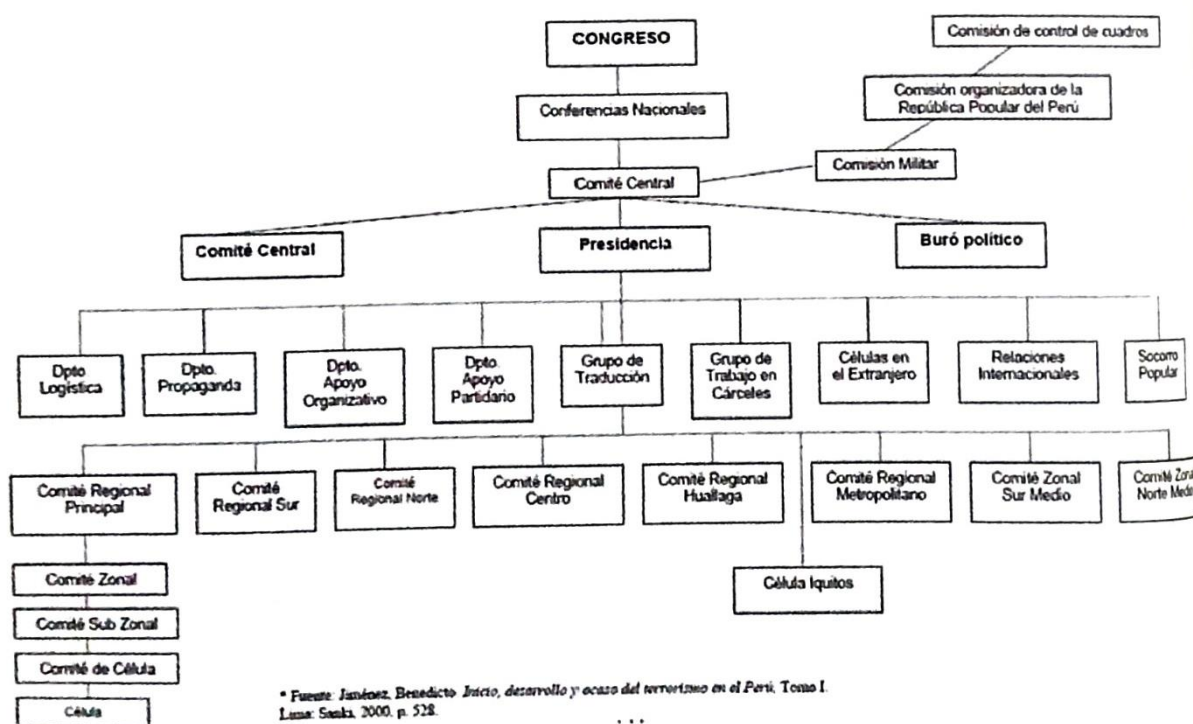 CONGRESO
Comisión de control de cuadros
Conferencias Nacionales
Comisión organizadora de la
República Popular del Perú
Comisión Militar
Comité Central
Comité Central
Presidencia
Buró político
Dpto.
Logística
Dpto.
Propaganda
Dpto.
Apoyo
Organizativo
Dpto.
Apoyo
Partidario
Grupo de
Traducción
Grupo de
Trabajo en
Cárceles
Células en
el Extranjero
Relaciones
Internacionales
Socorro
Popular
Comité Regional
Principal
Comité
Regional Sur
Comité
Regional Norte
Comité Regional
Centro
Comité Regional
Huallaga
Comité Regional
Metropolitano
Comité Zonal
Sur Medio
Comité Zonal
Norte Medio
Comité Zonal
Célula Iquitos
Comité Sub Zonal
Comité de Célula
Célula
* Fuente: Jiménez, Benedicto. Inicio, desarrollo y ocaso del terrorismo en el Perú, Tomo I.
Lima: Sanki, 2000, p. 528.
...